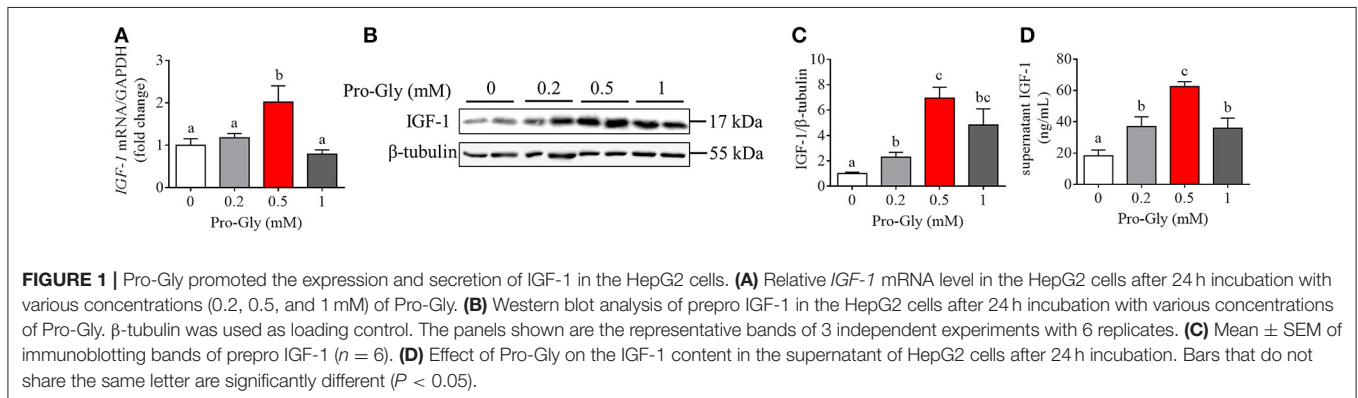 A
IGF-1 mRNA/GAPDH
(fold change)
3
2
1
0
a
a
b
a
0
0.2
0.5
1
Pro-Gly (mM)
B
Pro-Gly (mM)
0
0.2
0.5
1
IGF-1
17 kDa
β-tubulin
55 kDa
C
IGF-1/β-tubulin
10
8
6
4
2
0
a
b
c
bc
0
0.2
0.5
1
Pro-Gly (mM)
D
supernatant IGF-1
(ng/mL)
80
60
40
20
0
a
b
c
b
0
0.2
0.5
1
Pro-Gly (mM)
FIGURE 1 | Pro-Gly promoted the expression and secretion of IGF-1 in the HepG2 cells. (A) Relative IGF-1 mRNA level in the HepG2 cells after 24 h incubation with
various concentrations (0.2, 0.5, and 1 mM) of Pro-Gly. (B) Western blot analysis of prepro IGF-1 in the HepG2 cells after 24 h incubation with various concentrations
of Pro-Gly. β-tubulin was used as loading control. The panels shown are the representative bands of 3 independent experiments with 6 replicates. (C) Mean ± SEM of
immunoblotting bands of prepro IGF-1 (n = 6). (D) Effect of Pro-Gly on the IGF-1 content in the supernatant of HepG2 cells after 24 h incubation. Bars that do not
share the same letter are significantly different (P < 0.05).